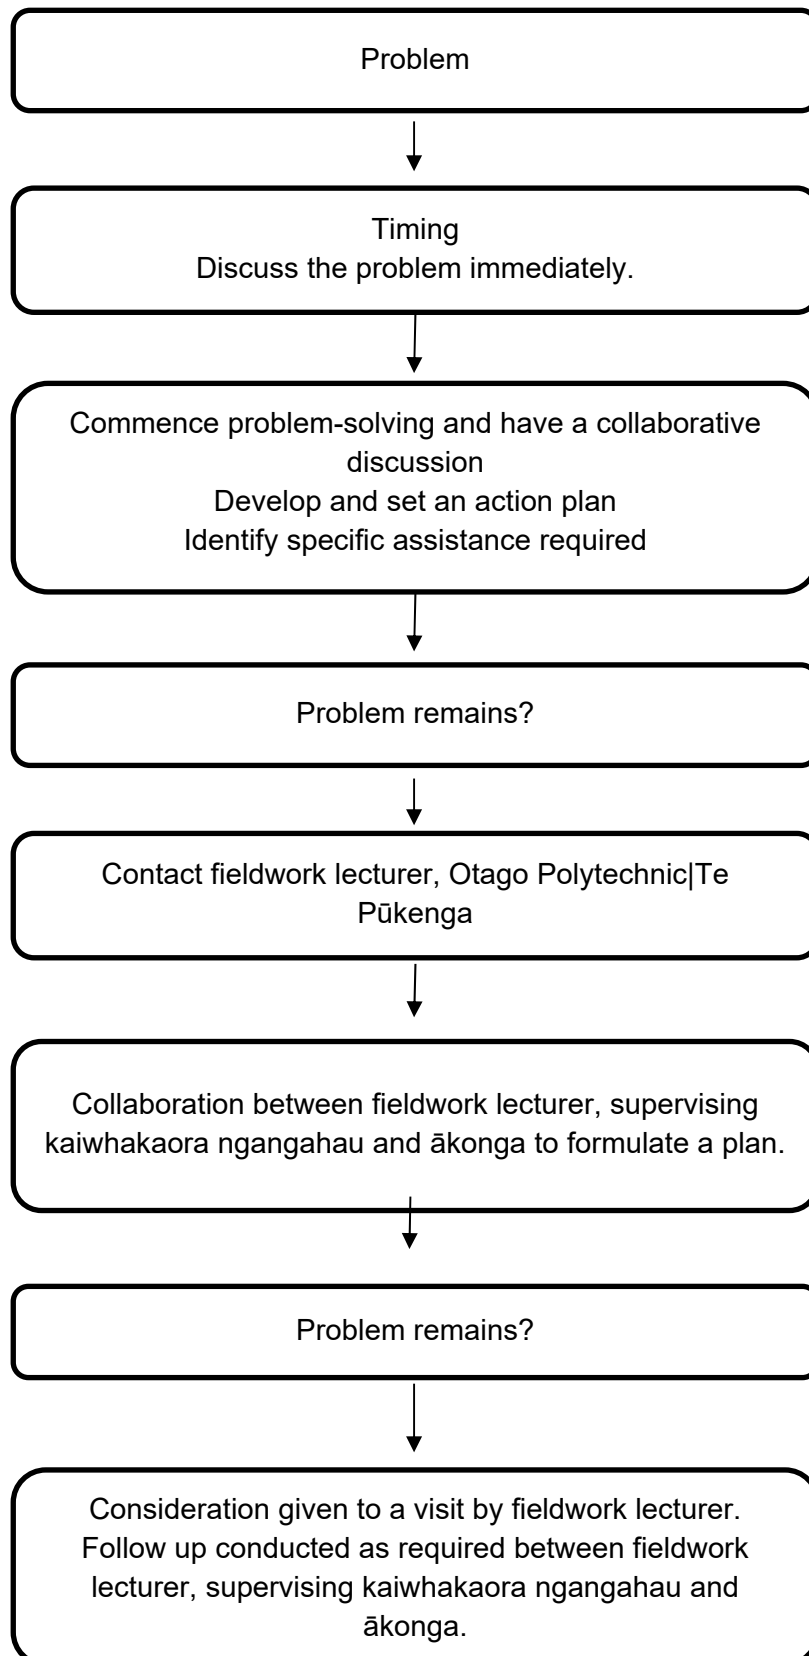 Problem
Timing
Discuss the problem immediately.
Commence problem-solving and have a collaborative
discussion
Develop and set an action plan
Identify specific assistance required
Problem remains?
Contact fieldwork lecturer, Otago Polytechnic|Te
Pūkenga
Collaboration between fieldwork lecturer, supervising
kaiwhakaora ngangahau and ākonga to formulate a plan.
Problem remains?
Consideration given to a visit by fieldwork lecturer.
Follow up conducted as required between fieldwork
lecturer, supervising kaiwhakaora ngangahau and
ākonga.